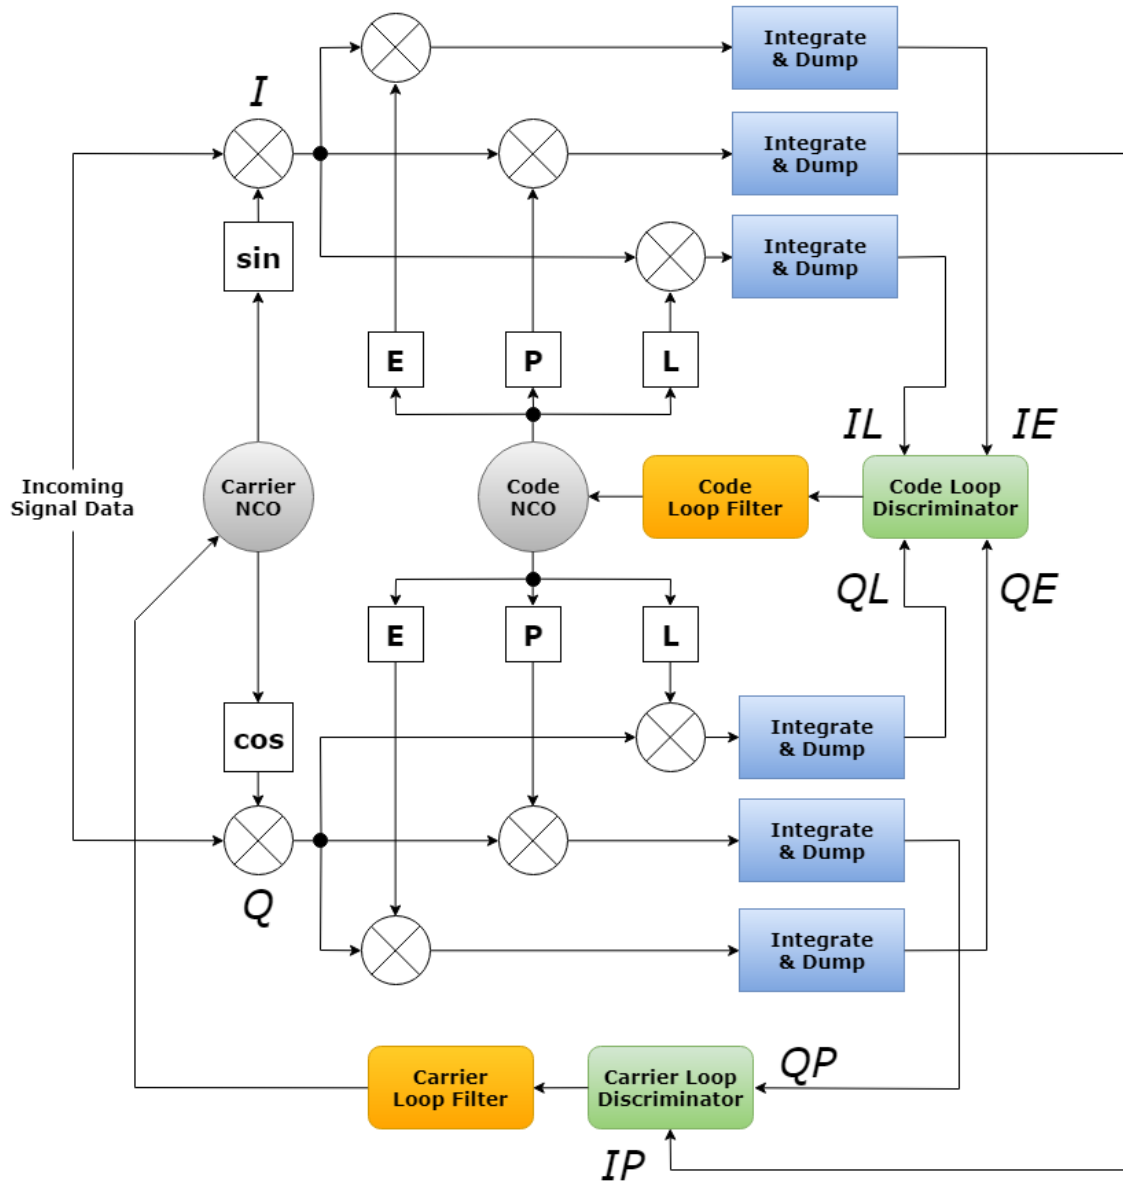 Integrate
& Dump
I
Integrate
& Dump
sin
Integrate
& Dump
E
P
L
IL
IE
Incoming
Signal Data
Carrier
NCO
Code
NCO
Code
Loop Filter
Code Loop
Discriminator
QL
QE
E
P
L
cos
Integrate
& Dump
Integrate
& Dump
Q
Integrate
& Dump
Carrier
Loop Filter
Carrier Loop
Discriminator
QP
IP